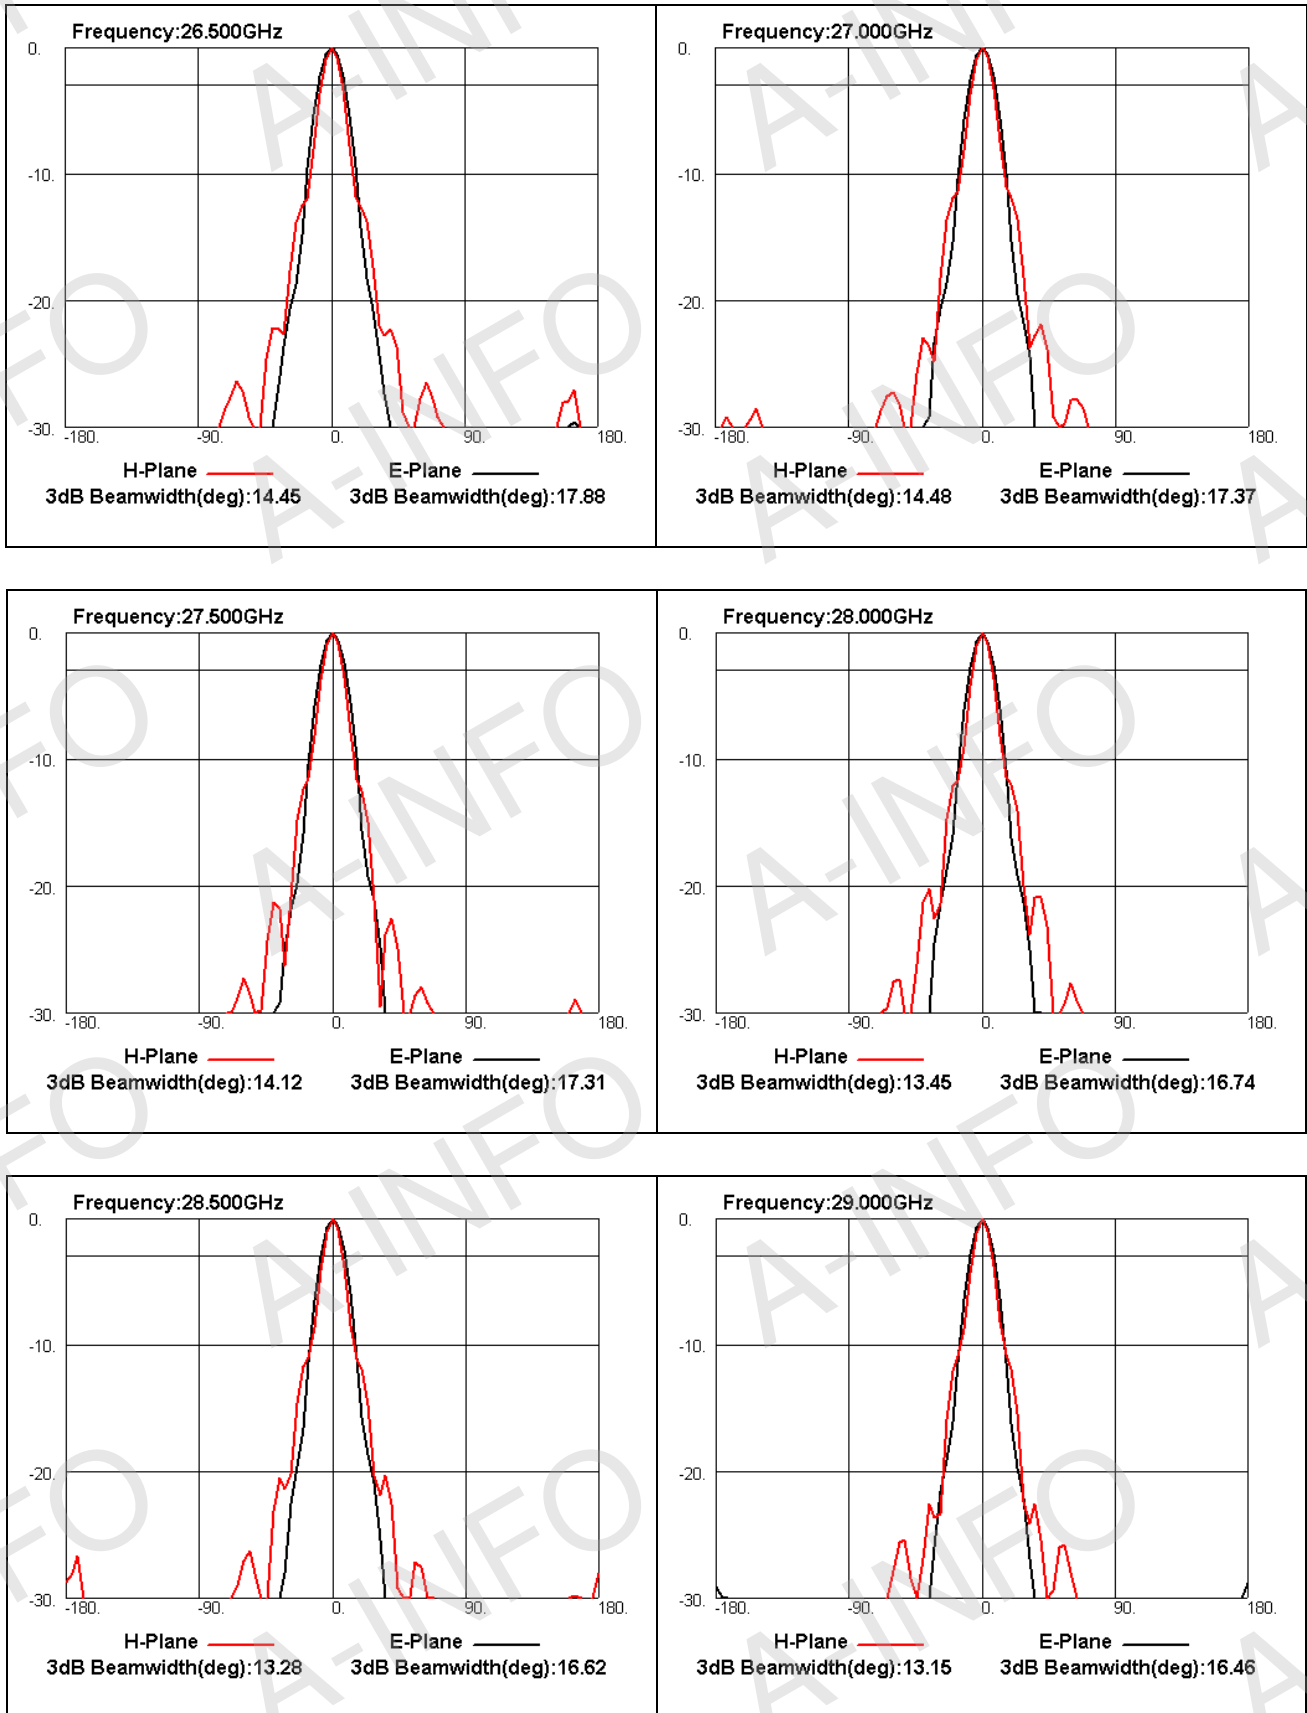 Frequency:26.500GHz
0.
-10.
-20.
-30.
-180. -90. 0. 90. 180.
H-Plane E-Plane
3dB Beamwidth(deg):14.45 3dB Beamwidth(deg):17.88
Frequency:27.000GHz
0.
-10.
-20.
-30.
-180. -90. 0. 90. 180.
H-Plane E-Plane
3dB Beamwidth(deg):14.48 3dB Beamwidth(deg):17.37
Frequency:27.500GHz
0.
-10.
-20.
-30.
-180. -90. 0. 90. 180.
H-Plane E-Plane
3dB Beamwidth(deg):14.12 3dB Beamwidth(deg):17.31
Frequency:28.000GHz
0.
-10.
-20.
-30.
-180. -90. 0. 90. 180.
H-Plane E-Plane
3dB Beamwidth(deg):13.45 3dB Beamwidth(deg):16.74
Frequency:28.500GHz
0.
-10.
-20.
-30.
-180. -90. 0. 90. 180.
H-Plane E-Plane
3dB Beamwidth(deg):13.28 3dB Beamwidth(deg):16.62
Frequency:29.000GHz
0.
-10.
-20.
-30.
-180. -90. 0. 90. 180.
H-Plane E-Plane
3dB Beamwidth(deg):13.15 3dB Beamwidth(deg):16.46
A-INFO
A-INFO
A-INFO
A-INFO
A-INFO
A-INFO
A-INFO
A-INFO